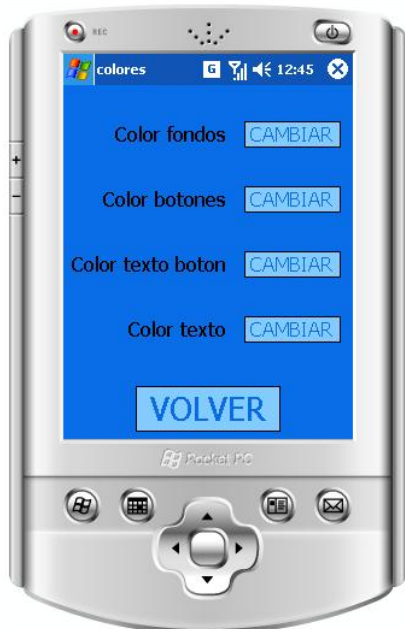 REC
colores G 12:45
Color fondos CAMBIAR
+
Color botones CAMBIAR
−
Color texto boton CAMBIAR
Color texto CAMBIAR
VOLVER
Pocket PC